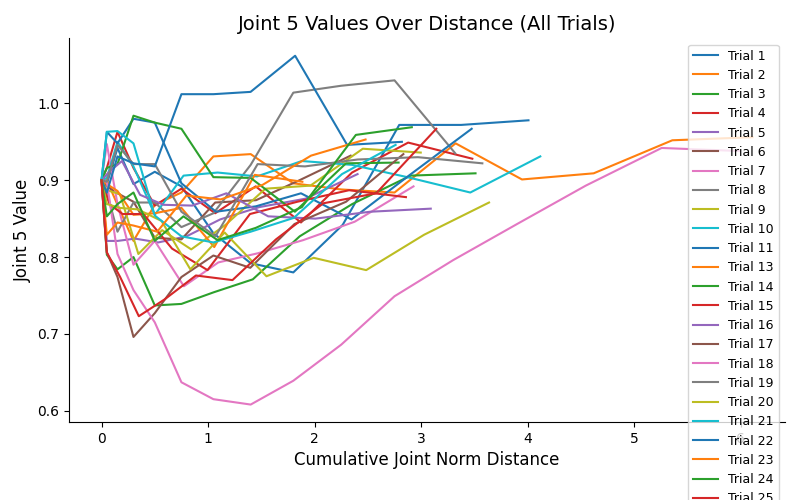 Joint 5 Values Over Distance (All Trials)
Joint 5 Value
1.0
0.9
0.8
0.7
0.6
0
1
2
3
4
5
Cumulative Joint Norm Distance
Trial 1
Trial 2
Trial 3
Trial 4
Trial 5
Trial 6
Trial 7
Trial 8
Trial 9
Trial 10
Trial 11
Trial 13
Trial 14
Trial 15
Trial 16
Trial 17
Trial 18
Trial 19
Trial 20
Trial 21
Trial 22
Trial 23
Trial 24
Trial 25